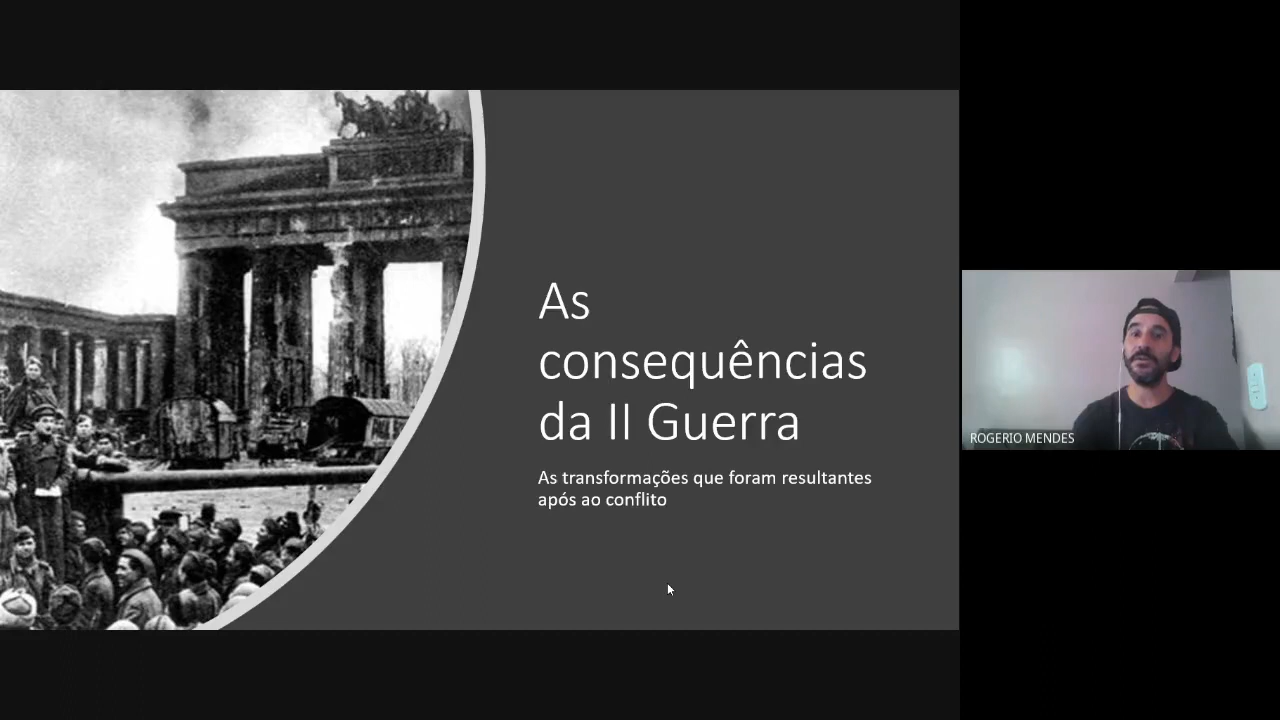 As
consequências
da II Guerra
As transformações que foram resultantes
após ao conflito
ROGERIO MENDES